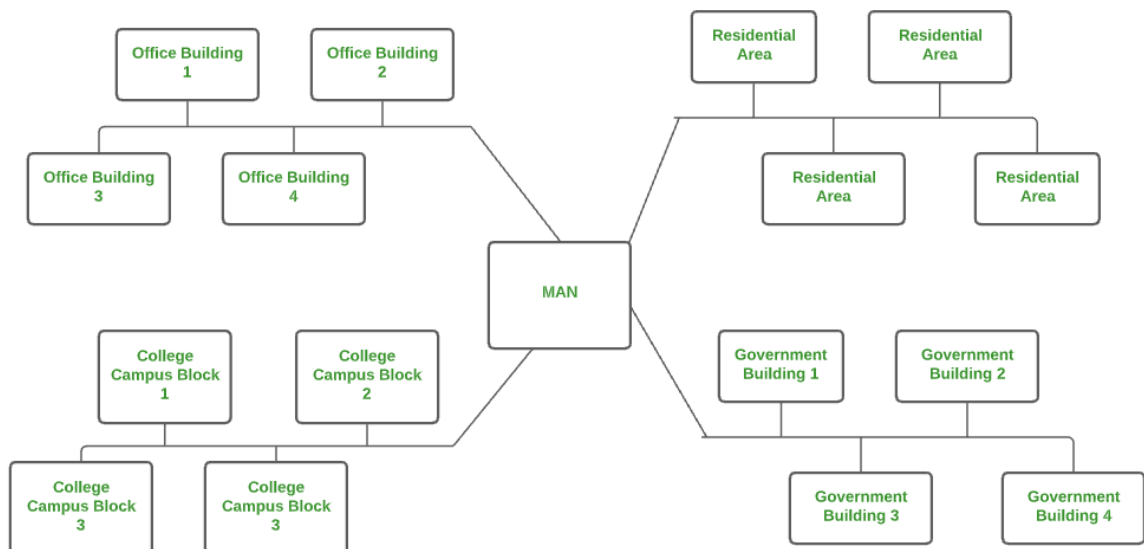 Office Building
1
Office Building
2
Office Building
3
Office Building
4
Residential
Area
Residential
Area
Residential
Area
Residential
Area
MAN
College
Campus Block
1
College
Campus Block
2
College
Campus Block
3
College
Campus Block
3
Government
Building 1
Government
Building 2
Government
Building 3
Government
Building 4